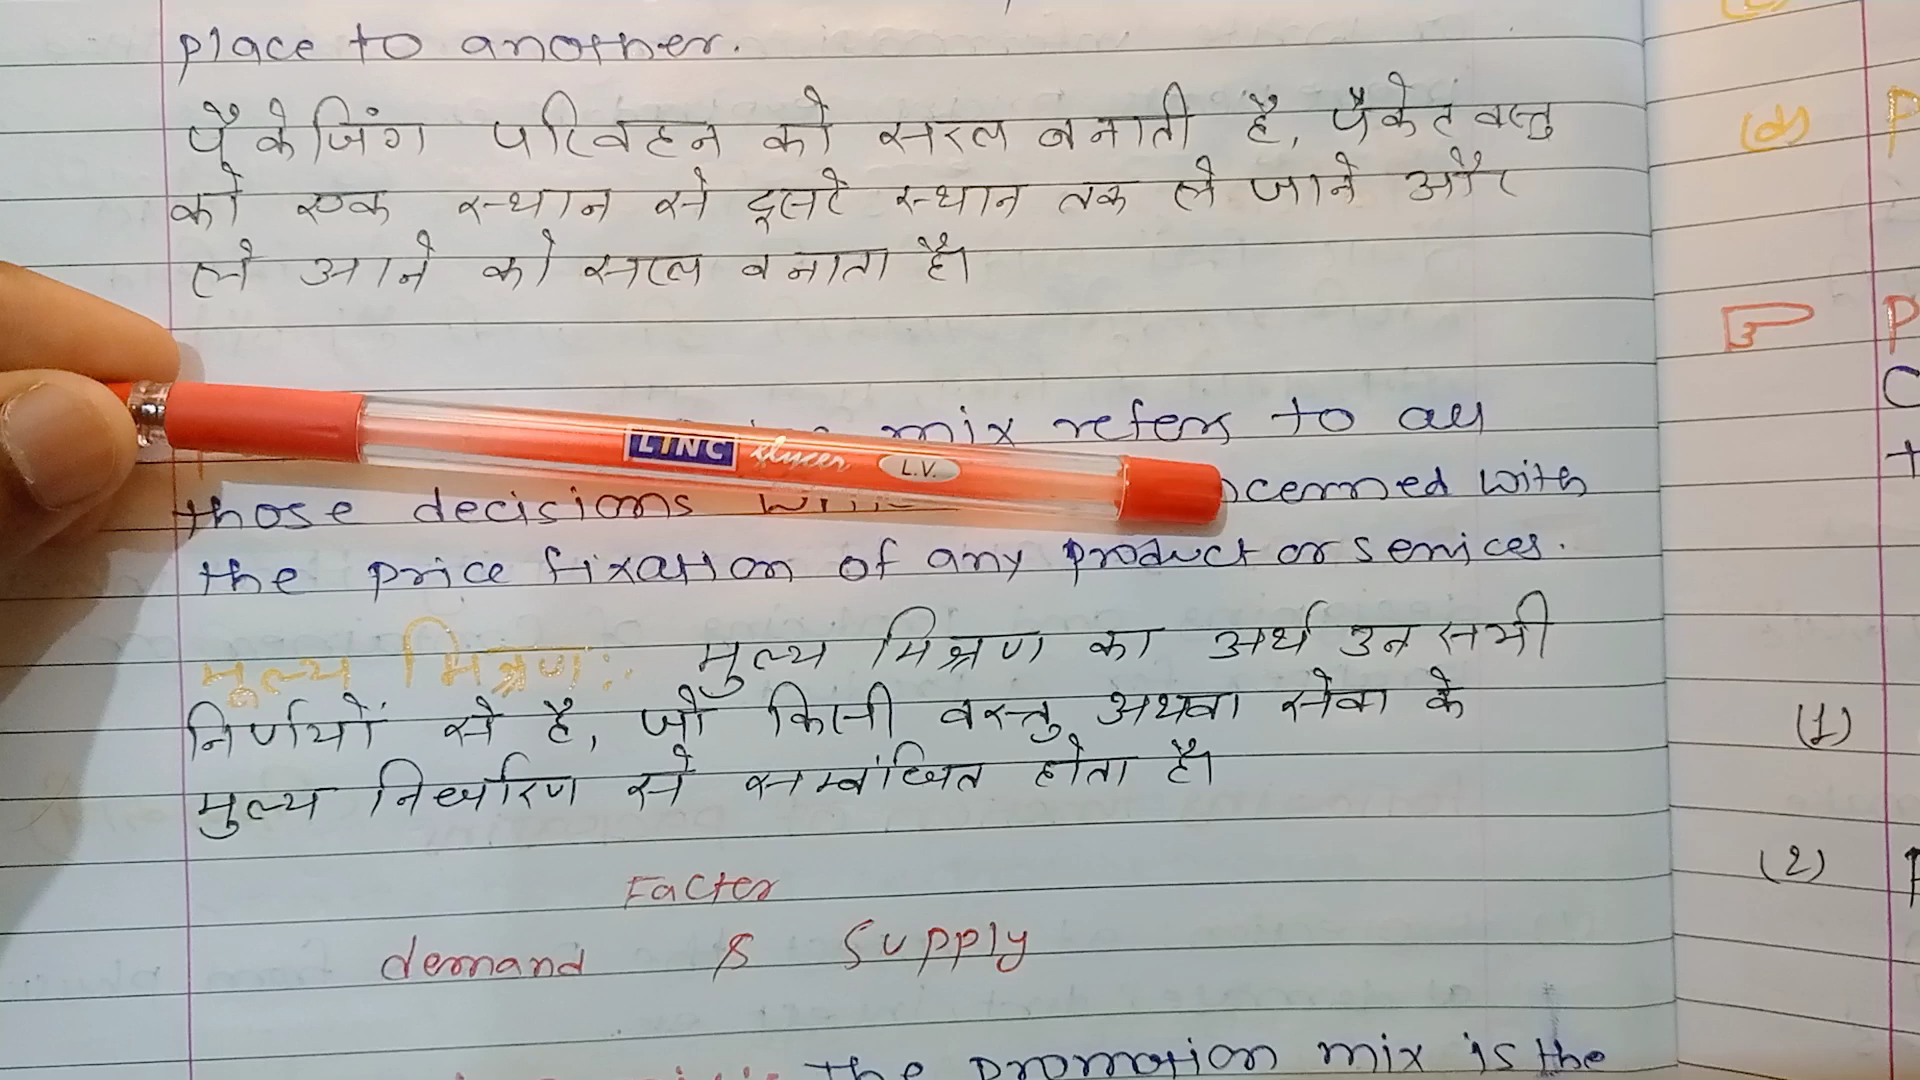 place to another.
पैकेजिंग परिवहन को सरल बनाती है, पैकेट वस्तु
को एक स्थान से दूसरे स्थान तक ले जाने और
ले आने को सरल बनाता है।
mix refers to all
LINC glycer L.V.
those decisions with
the price fixation of any product or services.
मूल्य मिश्रण:- मुल्य मिश्रण का अर्थ उन सभी
निर्णयों से है, जो किसी वस्तु अथवा सेवा के
मुल्य निर्धारण से सम्बंधित होता है।
Facter
demand & Supply
the promotion mix is the
(d) P
P
C
(1)
(2)